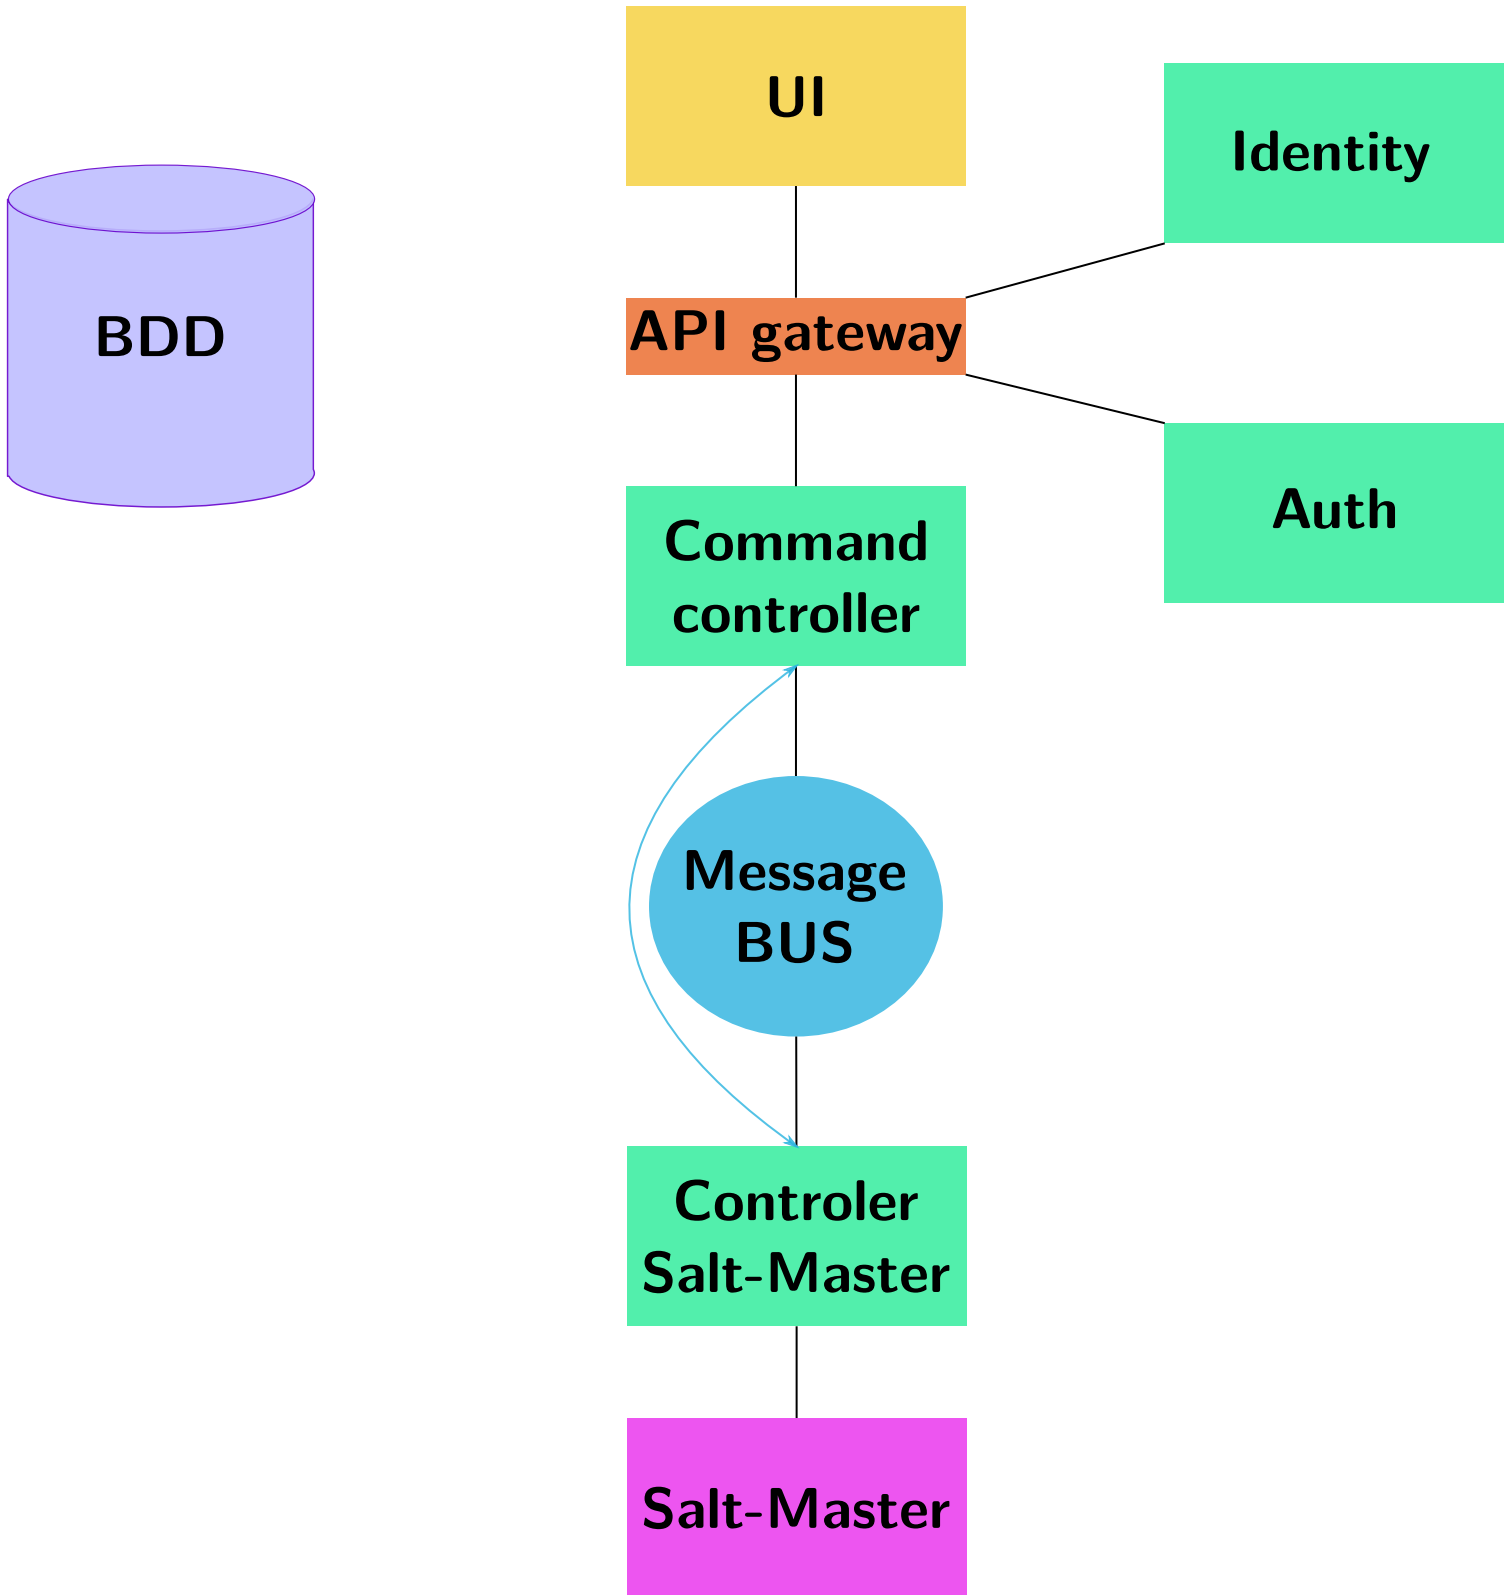 UI
Identity
BDD
API gateway
Auth
Command
controller
Message
BUS
Controler
Salt-Master
Salt-Master